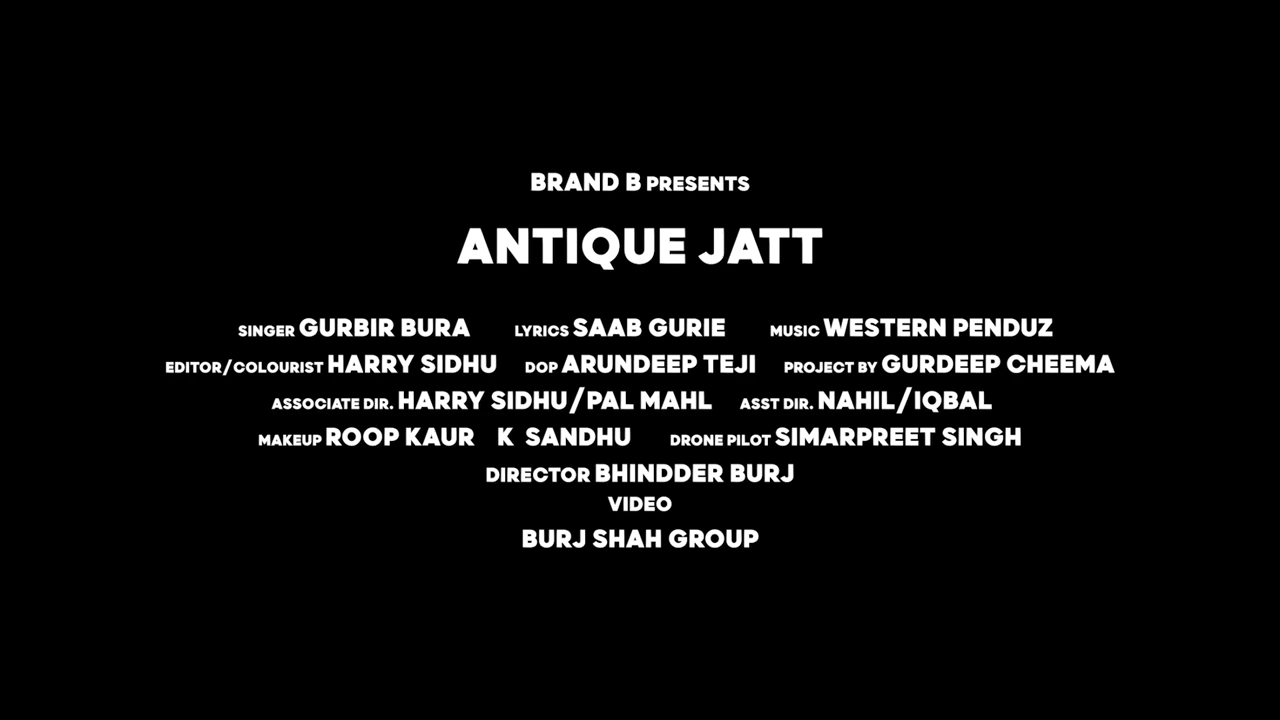 BRAND B PRESENTS
ANTIQUE JATT
SINGER GURBIR BURA LYRICS SAAB GURIE MUSIC WESTERN PENDUZ
EDITOR/COLOURIST HARRY SIDHU DOP ARUNDEEP TEJI PROJECT BY GURDEEP CHEEMA
ASSOCIATE DIR. HARRY SIDHU/PAL MAHL ASST DIR. NAHIL/IQBAL
MAKEUP ROOP KAUR K SANDHU DRONE PILOT SIMARPREET SINGH
DIRECTOR BHINDDER BURJ
VIDEO
BURJ SHAH GROUP